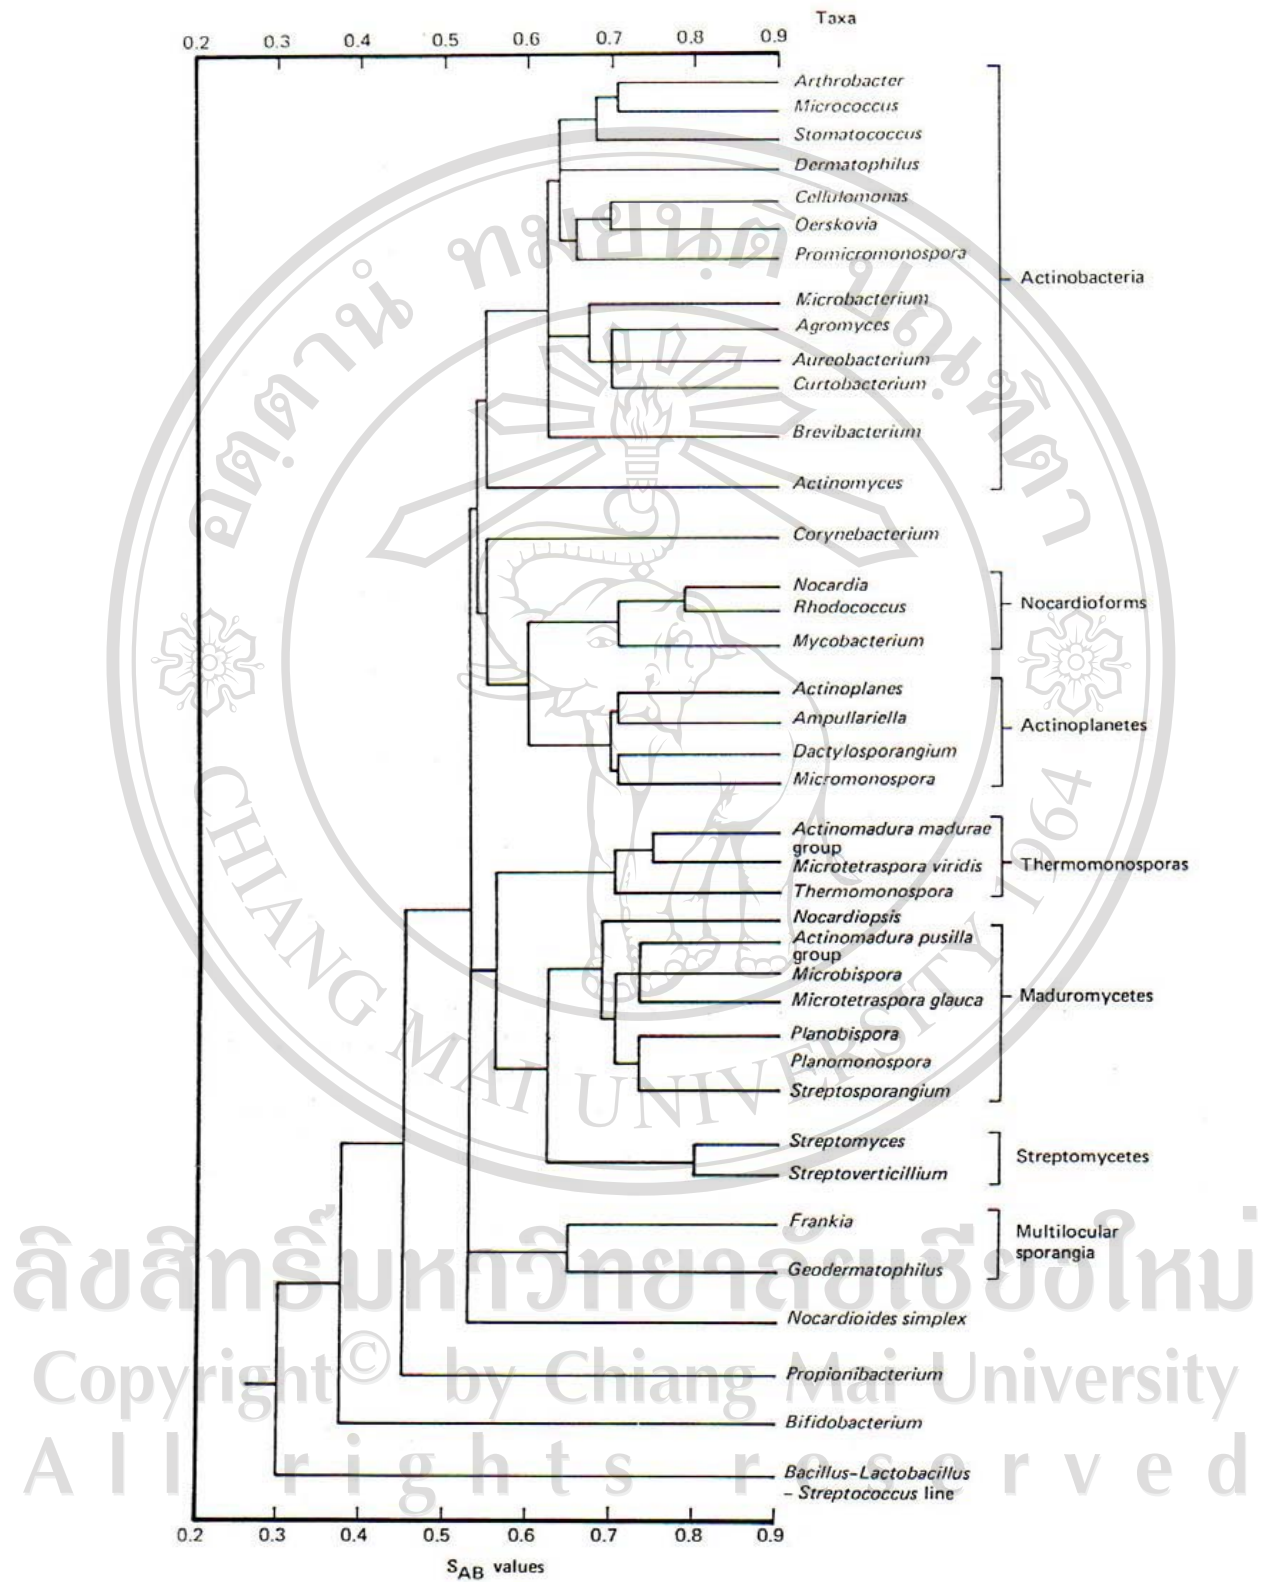 Taxa
0.2 0.3 0.4 0.5 0.6 0.7 0.8 0.9
Arthrobacter
Micrococcus
Stomatococcus
Dermatophilus
Cellulomonas
Oerskovia
Promicromonospora
Actinobacteria
Microbacterium
Agromyces
Aureobacterium
Curtobacterium
Brevibacterium
Actinomyces
Corynebacterium
Nocardia
Rhodococcus
Nocardioforms
Mycobacterium
Actinoplanes
Ampullariella
Actinoplanetes
Dactylosporangium
Micromonospora
Actinomadura madurae
group
Microtetraspora viridis
Thermomonosporas
Thermomonospora
Nocardiopsis
Actinomadura pusilla
group
Microbispora
Microtetraspora glauca
Maduromycetes
Planobispora
Planomonospora
Streptosporangium
Streptomyces
Streptomycetes
Streptoverticillium
Frankia
Multilocular
sporangia
Geodermatophilus
Nocardioides simplex
Propionibacterium
Bifidobacterium
Bacillus-Lactobacillus
- Streptococcus line
0.2 0.3 0.4 0.5 0.6 0.7 0.8 0.9
SAB values
CHIANG MAI UNIVERSITY 1964
ลิขสิทธิ์มหาวิทยาลัยเชียงใหม่
Copyright© by Chiang Mai University
All rights reserved